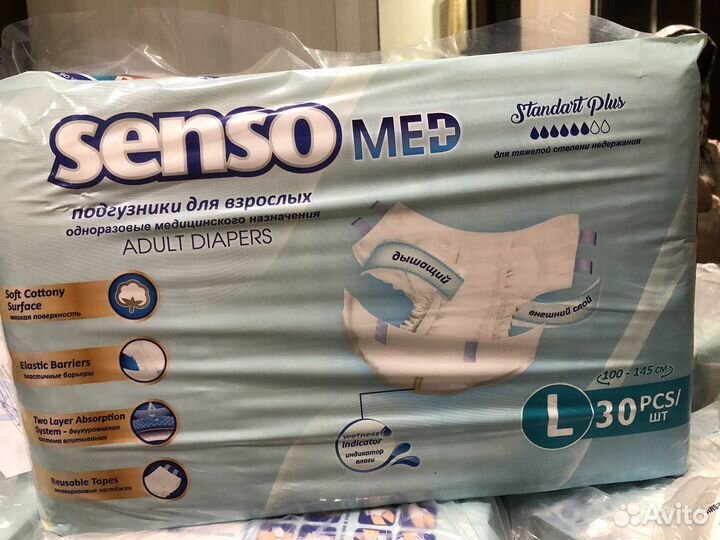 senso MED
Standart Plus
для тяжелой степени недержания
подгузники для взрослых
одноразовые медицинского назначения
ADULT DIAPERS
дышащий
внешний слой
Soft Cottony
Surface
мягкая поверхность
Elastic Barriers
эластичные барьеры
Two Layer Absorption
System - двухуровневая
система впитывания
Reusable Tapes
многоразовые застежки
wetness
indicator
индикатор
влаги
100 - 145 см
L 30 PCS/
шт
Avito